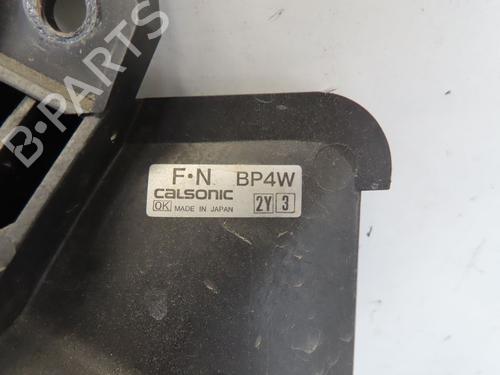 F·N BP4W
CALSONIC 2Y 3
OK MADE IN JAPAN
B-PARTS